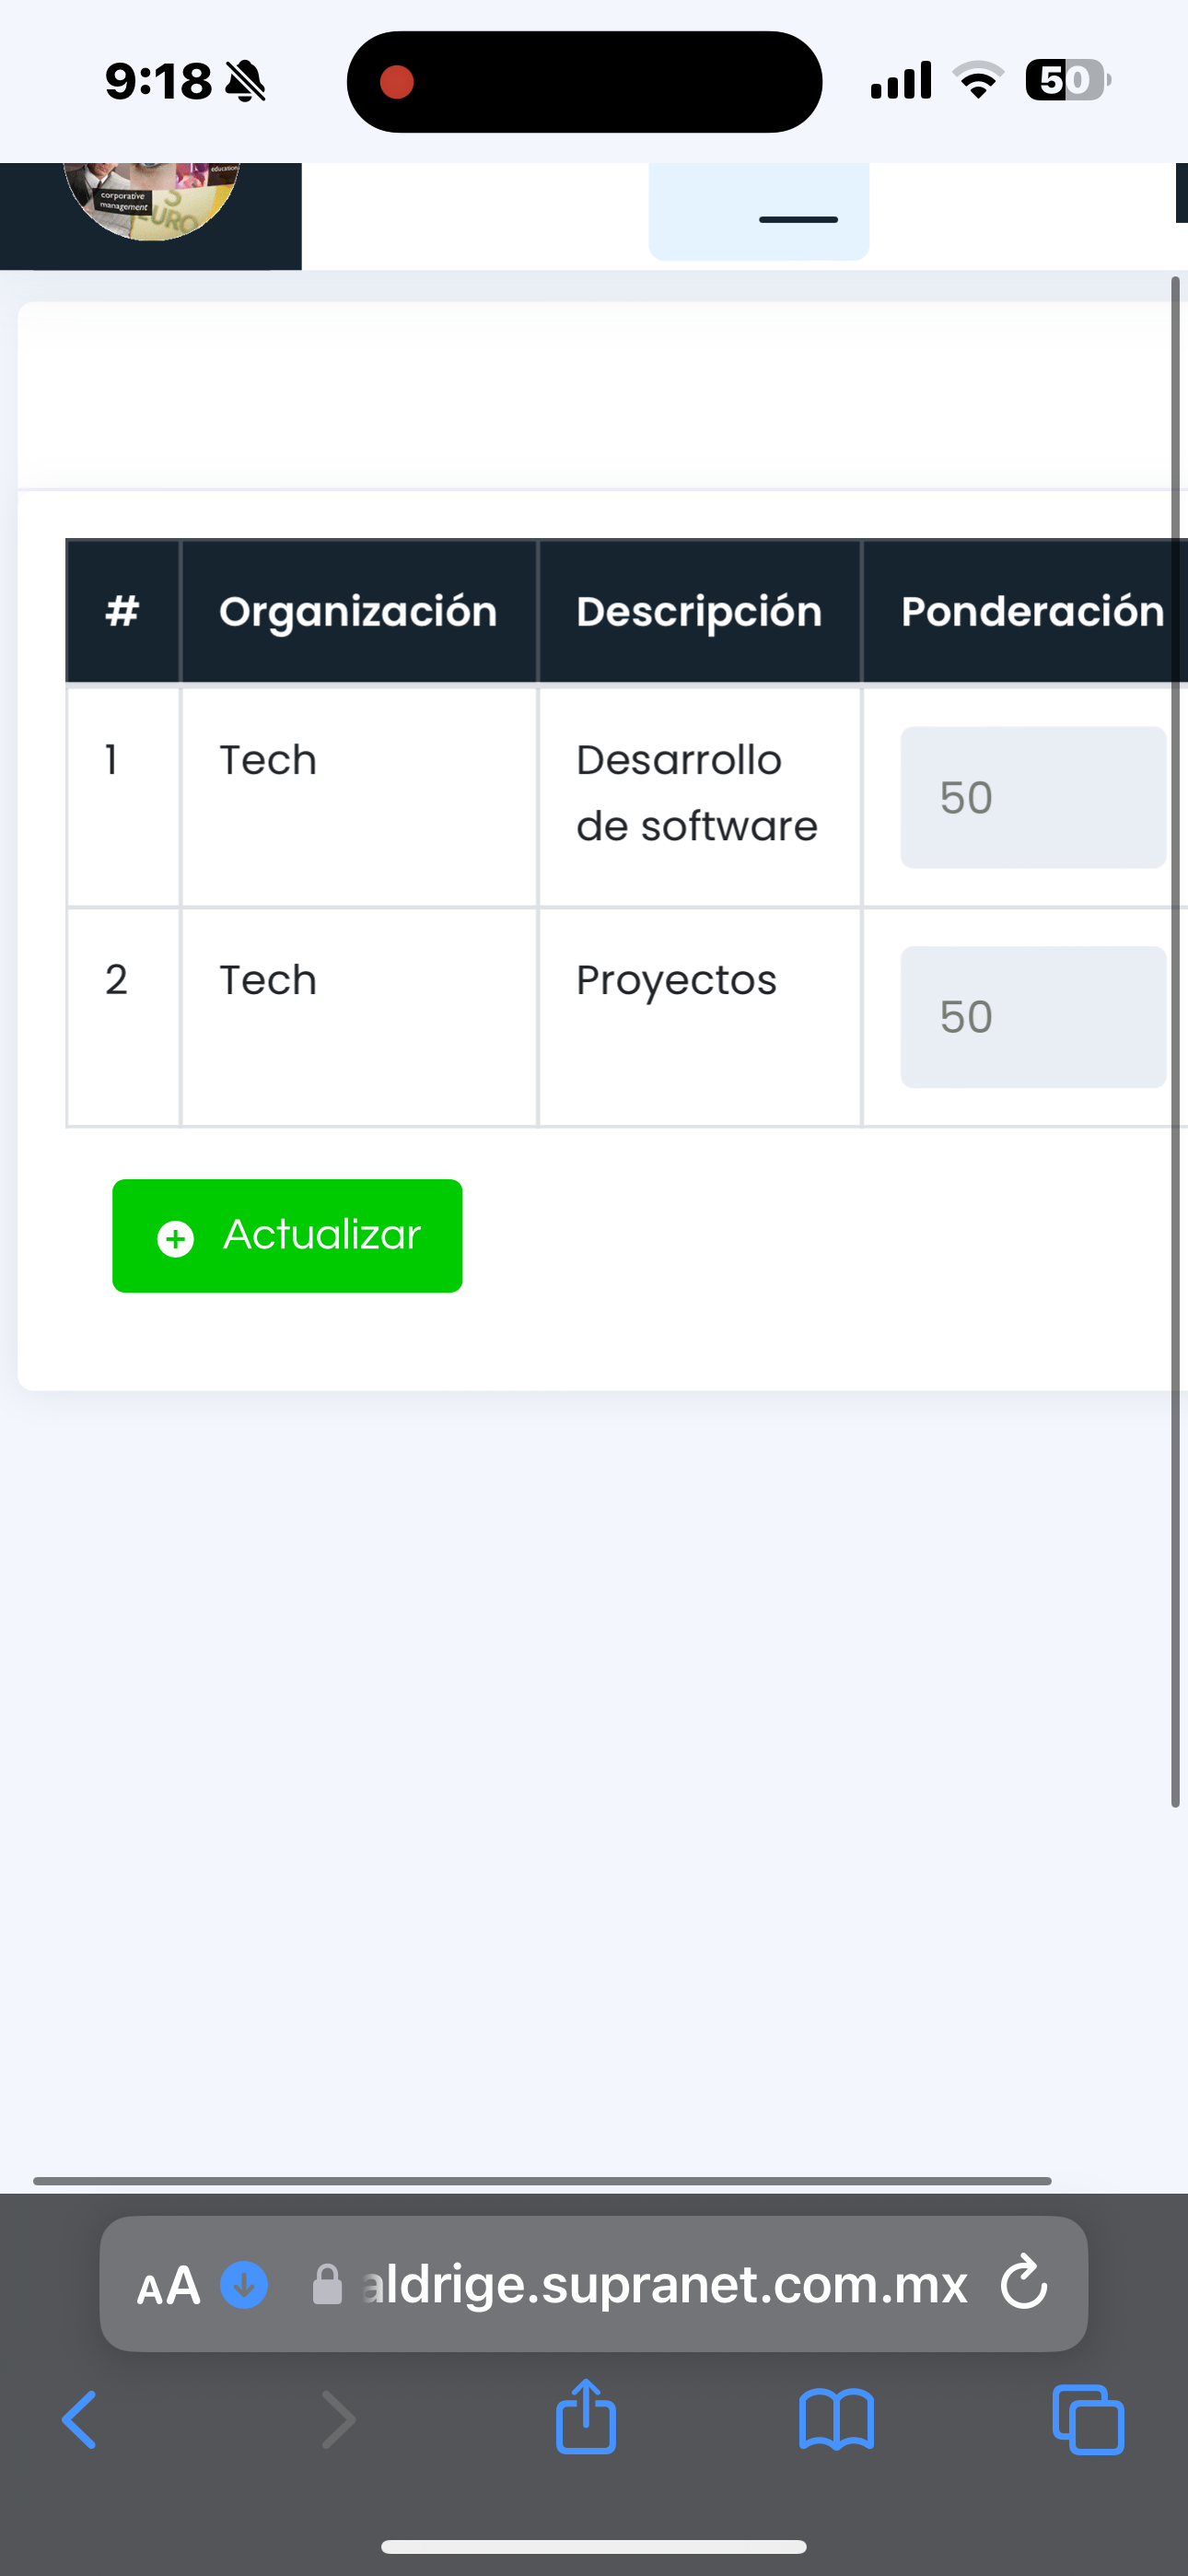 9:18
50
education
corporative
management
S
EURO
# Organización Descripción Ponderación
1 Tech Desarrollo
de software 50
2 Tech Proyectos 50
Actualizar
AA aldrige.supranet.com.mx